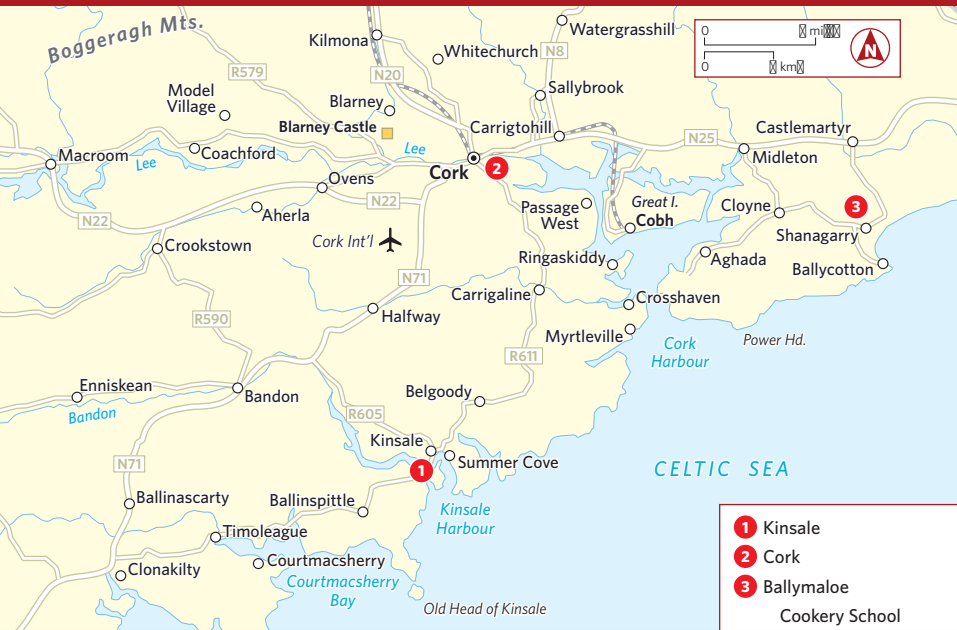 Boggeragh Mts.
Kilmona
Watergrasshill
Whitechurch
N8
0 mi
0 km
N
R579
N20
Model
Village
Blarney
Sallybrook
Blarney Castle
Carrigtohill
N25
Castlemartyr
Macroom
Lee
Coachford
Lee
Cork
2
Midleton
Ovens
N22
Aherla
N22
Passage
West
Great I.
Cobh
Cloyne
3
Shanagarry
Crookstown
Cork Int'l
Ringaskiddy
Aghada
Ballycotton
N71
Carrigaline
Crosshaven
R590
Halfway
Myrtleville
Cork
Harbour
Power Hd.
R611
Enniskean
Bandon
Bandon
Belgoody
R605
Kinsale
1
Summer Cove
CELTIC SEA
N71
Ballinascarty
Ballinspittle
Kinsale
Harbour
Timoleague
Clonakilty
Courtmacsherry
Courtmacsherry
Bay
Old Head of Kinsale
1 Kinsale
2 Cork
3 Ballymaloe
Cookery School